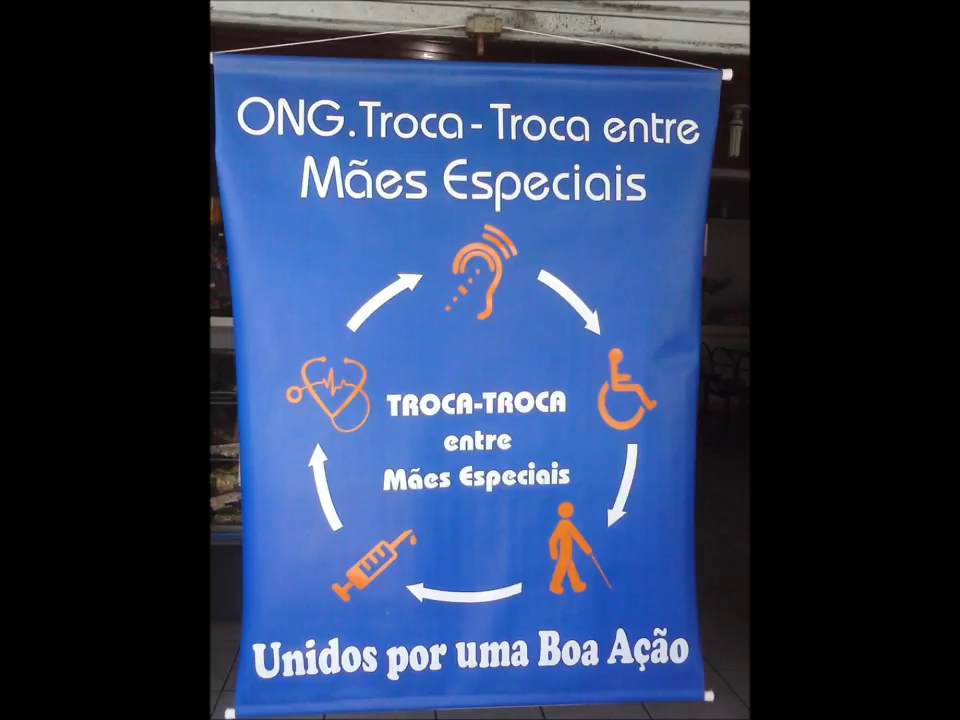 ONG.Troca-Troca entre
Mães Especiais
TROCA-TROCA
entre
Mães Especiais
Unidos por uma Boa Ação